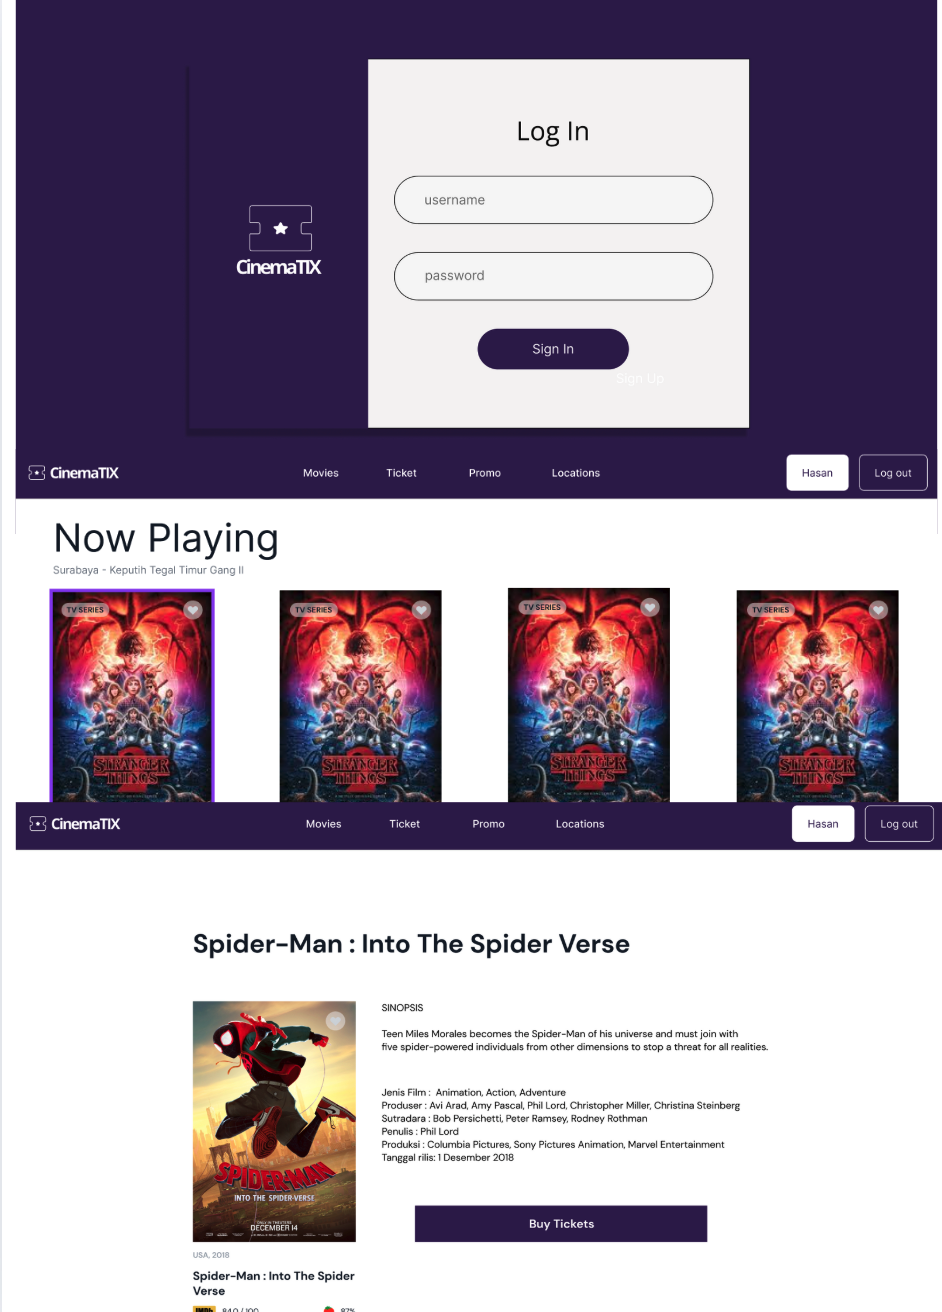 Log In
username
CinemaTIX
password
Sign In
Sign Up
CinemaTIX
Movies
Ticket
Promo
Locations
Hasan
Log out
Now Playing
Surabaya - Keputih Tegal Timur Gang II
TV SERIES
TV SERIES
TV SERIES
TV SERIES
STRANGER THINGS 2
STRANGER THINGS 2
STRANGER THINGS 2
STRANGER THINGS 2
CinemaTIX
Movies
Ticket
Promo
Locations
Hasan
Log out
Spider-Man : Into The Spider Verse
SINOPSIS
Teen Miles Morales becomes the Spider-Man of his universe and must join with
five spider-powered individuals from other dimensions to stop a threat for all realities.
Jenis Film : Animation, Action, Adventure
Produser : Avi Arad, Amy Pascal, Phil Lord, Christopher Miller, Christina Steinberg
Sutradara : Bob Persichetti, Peter Ramsey, Rodney Rothman
Penulis : Phil Lord
Produksi : Columbia Pictures, Sony Pictures Animation, Marvel Entertainment
Tanggal rilis: 1 Desember 2018
SPIDER-MAN
INTO THE SPIDER-VERSE
ONLY IN THEATERS
DECEMBER 14
Buy Tickets
USA, 2018
Spider-Man : Into The Spider
Verse
IMDb
84.0 / 100
87%